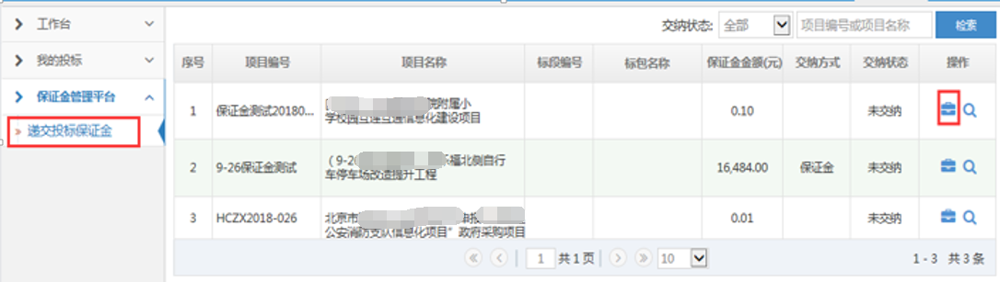 工作台
我的投标
保证金管理平台
» 递交投标保证金
交纳状态: 全部 项目编号或项目名称 检索
序号 项目编号 项目名称 标段编号 标包名称 保证金金额(元) 交纳方式 交纳状态 操作
1 保证金测试20180... 院附属小 0.10 未交纳
学校园互连互通信息化建设项目
2 9-26保证金测试 (9-2 乐福北侧自行 16,484.00 保证金 未交纳
车停车场改造提升工程
3 HCZX2018-026 北京市 0.01 未交纳
公安消防支队信息化项目”政府采购项目
1 共1页 10 1 - 3 共3条